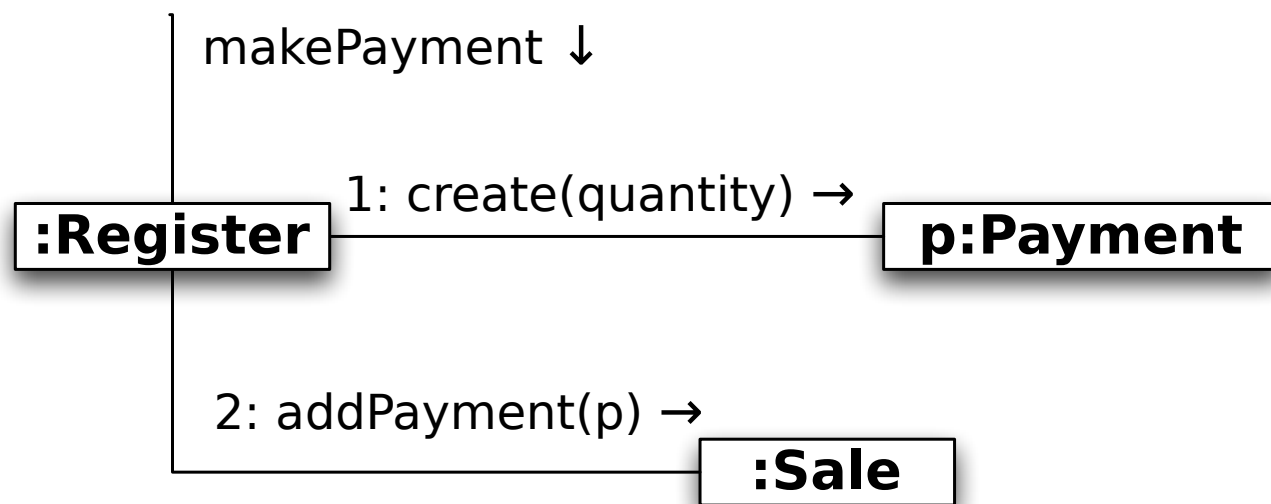 makePayment ↓
1: create(quantity) →
:Register
p:Payment
2: addPayment(p) →
:Sale